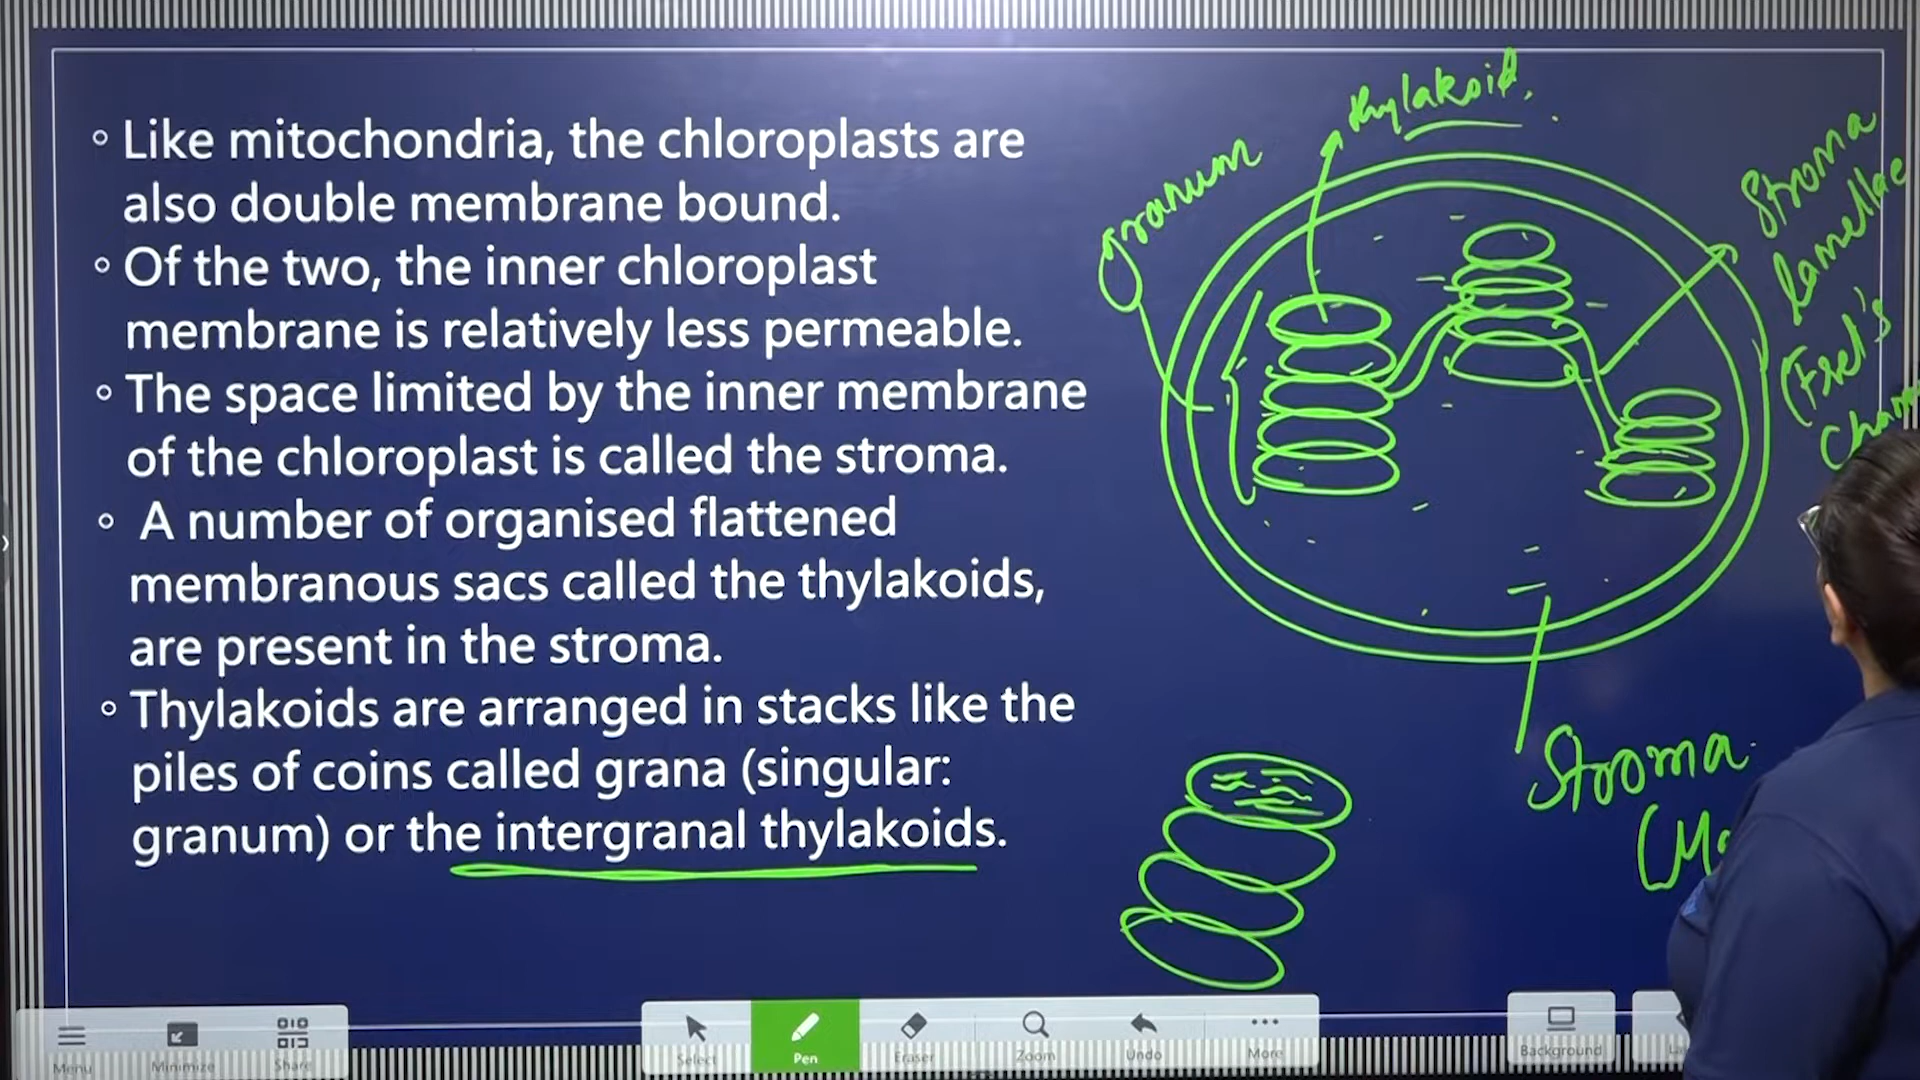 ◦ Like mitochondria, the chloroplasts are
also double membrane bound.
◦ Of the two, the inner chloroplast
membrane is relatively less permeable.
◦ The space limited by the inner membrane
of the chloroplast is called the stroma.
◦ A number of organised flattened
membranous sacs called the thylakoids,
are present in the stroma.
◦ Thylakoids are arranged in stacks like the
piles of coins called grana (singular:
granum) or the intergranal thylakoids.
thylakoid.
granum
Stroma
lamellae
Stroma
Menu
Minimize
Share
Select
Pen
Eraser
Zoom
Undo
More
Background